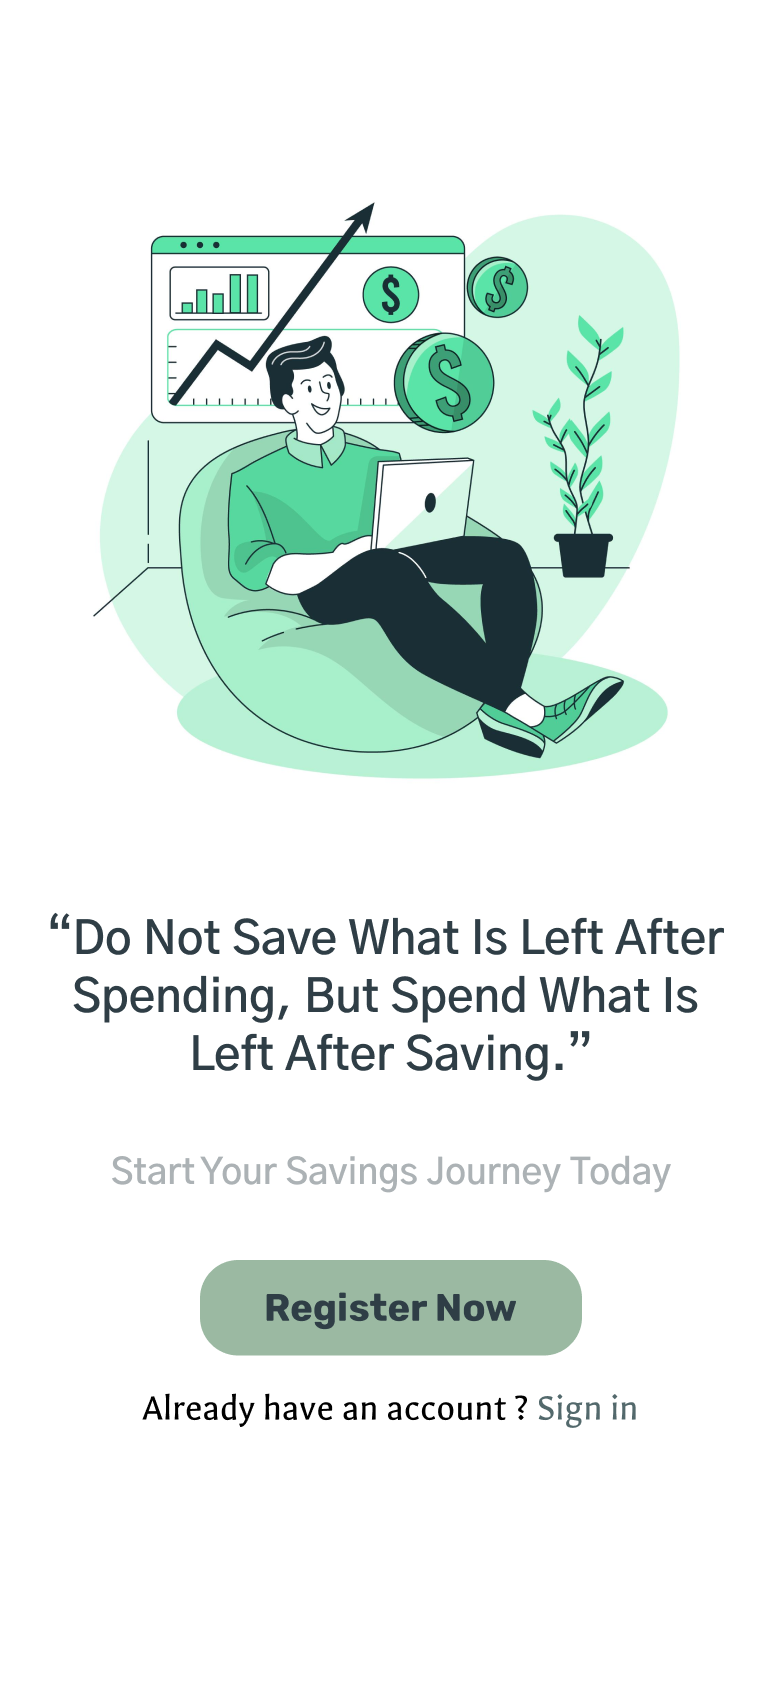 “Do Not Save What Is Left After
Spending, But Spend What Is
Left After Saving.”
Start Your Savings Journey Today
Register Now
Already have an account ? Sign in